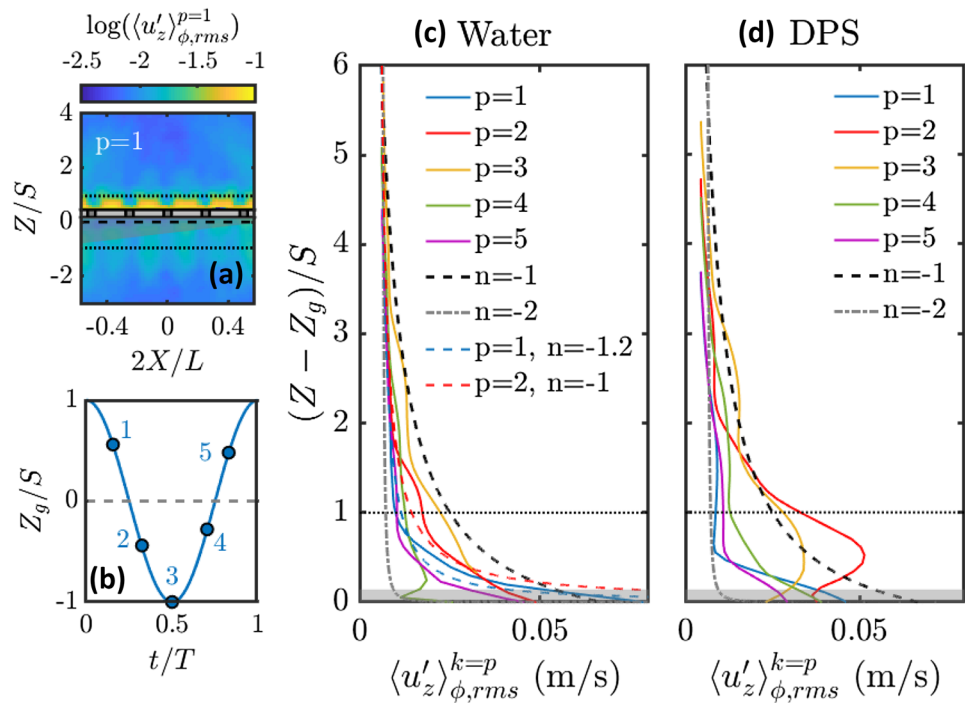 log(⟨u′z⟩ϕ,rms^p=1)
-2.5 -2 -1.5 -1
4
2
0
-2
Z/S
p=1
(a)
-0.4 0 0.4
2X/L
1
0
-1
Zg/S
1
2
3
4
5
(b)
0 0.5 1
t/T
(c) Water
6
5
4
3
2
1
0
(Z − Zg)/S
p=1
p=2
p=3
p=4
p=5
n=-1
n=-2
p=1, n=-1.2
p=2, n=-1
0 0.05
⟨u′z⟩ϕ,rms^k=p (m/s)
(d) DPS
p=1
p=2
p=3
p=4
p=5
n=-1
n=-2
0 0.05
⟨u′z⟩ϕ,rms^k=p (m/s)